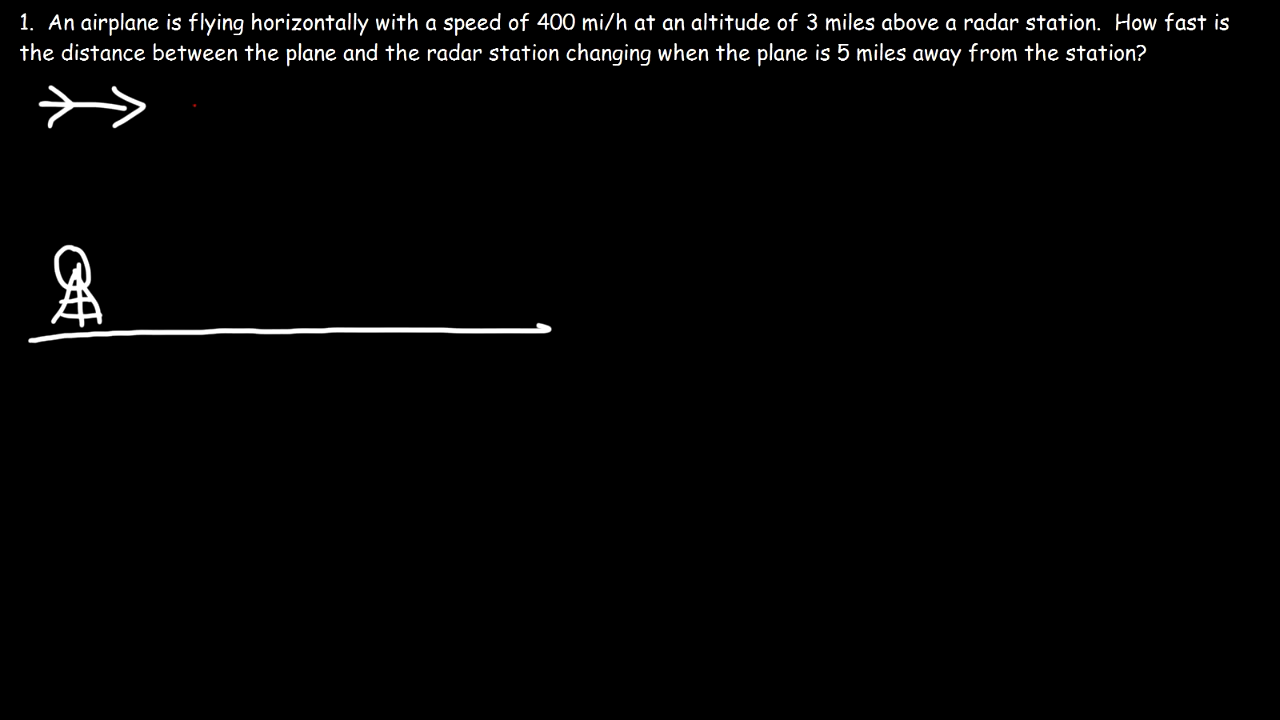 1. An airplane is flying horizontally with a speed of 400 mi/h at an altitude of 3 miles above a radar station. How fast is
the distance between the plane and the radar station changing when the plane is 5 miles away from the station?